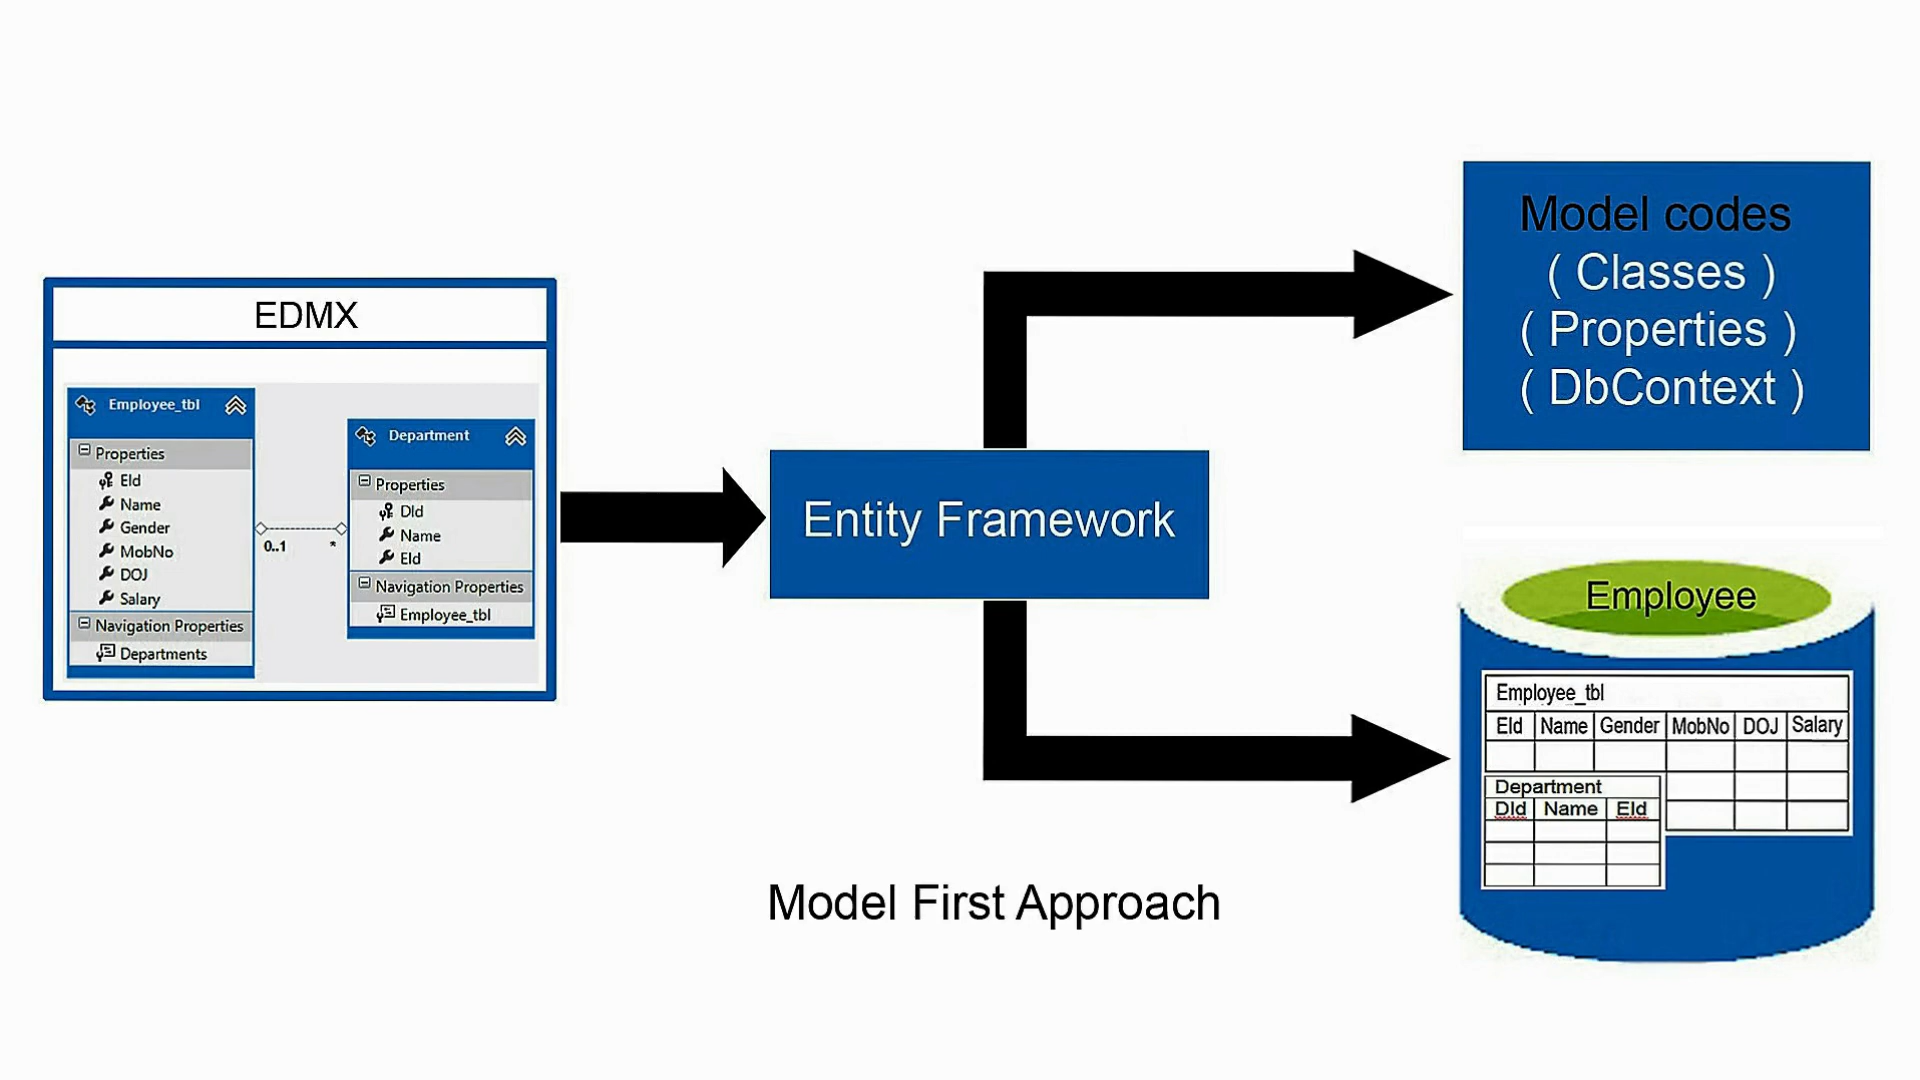 EDMX
Employee_tbl
Properties
EId
Name
Gender
MobNo
DOJ
Salary
Navigation Properties
Departments
0..1
*
Department
Properties
DId
Name
EId
Navigation Properties
Employee_tbl
Entity Framework
Model codes
( Classes )
( Properties )
( DbContext )
Employee
Employee_tbl
EId Name Gender MobNo DOJ Salary
Department
DId Name EId
Model First Approach